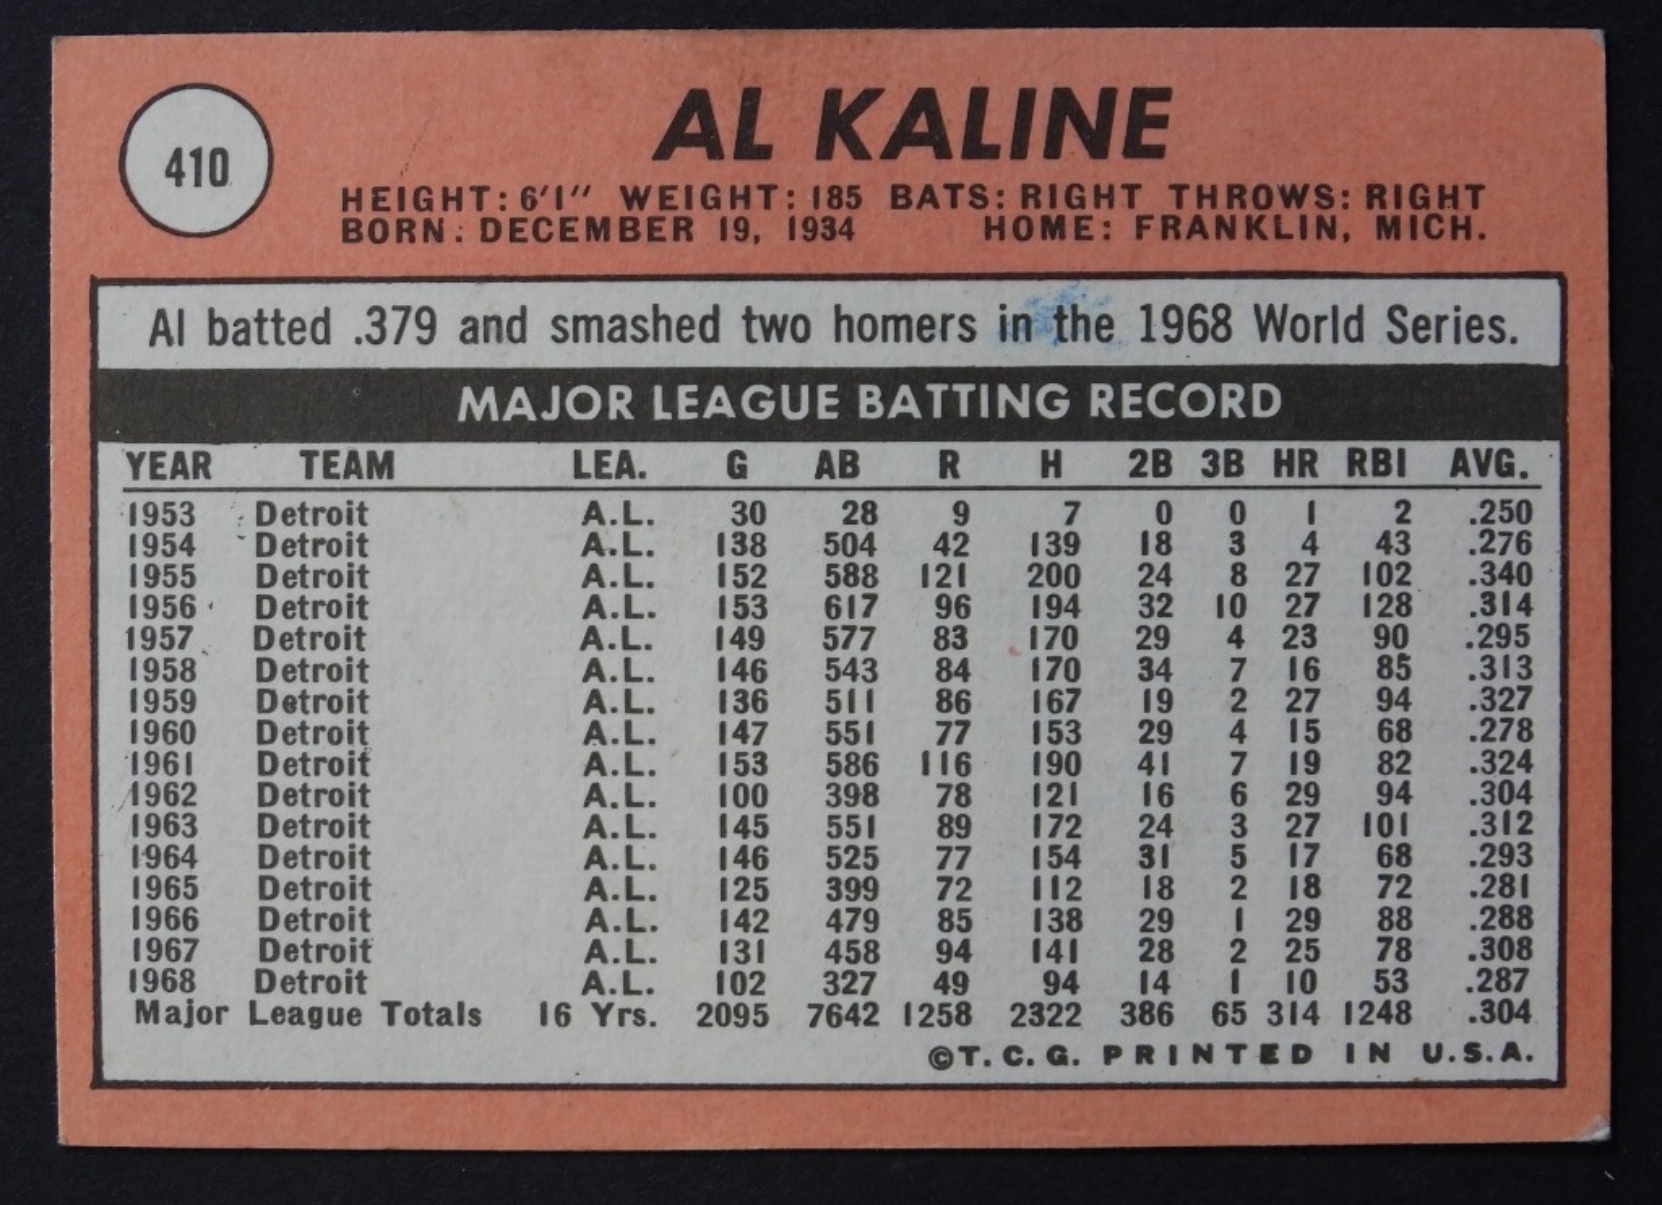 410
AL KALINE
HEIGHT: 6'1" WEIGHT: 185 BATS: RIGHT THROWS: RIGHT
BORN: DECEMBER 19, 1934 HOME: FRANKLIN, MICH.
Al batted .379 and smashed two homers in the 1968 World Series.
MAJOR LEAGUE BATTING RECORD
YEAR TEAM LEA. G AB R H 2B 3B HR RBI AVG.
1953 Detroit A.L. 30 28 9 7 0 0 1 2 .250
1954 Detroit A.L. 138 504 42 139 18 3 4 43 .276
1955 Detroit A.L. 152 588 121 200 24 8 27 102 .340
1956 Detroit A.L. 153 617 96 194 32 10 27 128 .314
1957 Detroit A.L. 149 577 83 170 29 4 23 90 .295
1958 Detroit A.L. 146 543 84 170 34 7 16 85 .313
1959 Detroit A.L. 136 511 86 167 19 2 27 94 .327
1960 Detroit A.L. 147 551 77 153 29 4 15 68 .278
1961 Detroit A.L. 153 586 116 190 41 7 19 82 .324
1962 Detroit A.L. 100 398 78 121 16 6 29 94 .304
1963 Detroit A.L. 145 551 89 172 24 3 27 101 .312
1964 Detroit A.L. 146 525 77 154 31 5 17 68 .293
1965 Detroit A.L. 125 399 72 112 18 2 18 72 .281
1966 Detroit A.L. 142 479 85 138 29 1 29 88 .288
1967 Detroit A.L. 131 458 94 141 28 2 25 78 .308
1968 Detroit A.L. 102 327 49 94 14 1 10 53 .287
Major League Totals 16 Yrs. 2095 7642 1258 2322 386 65 314 1248 .304
©T.C.G. PRINTED IN U.S.A.